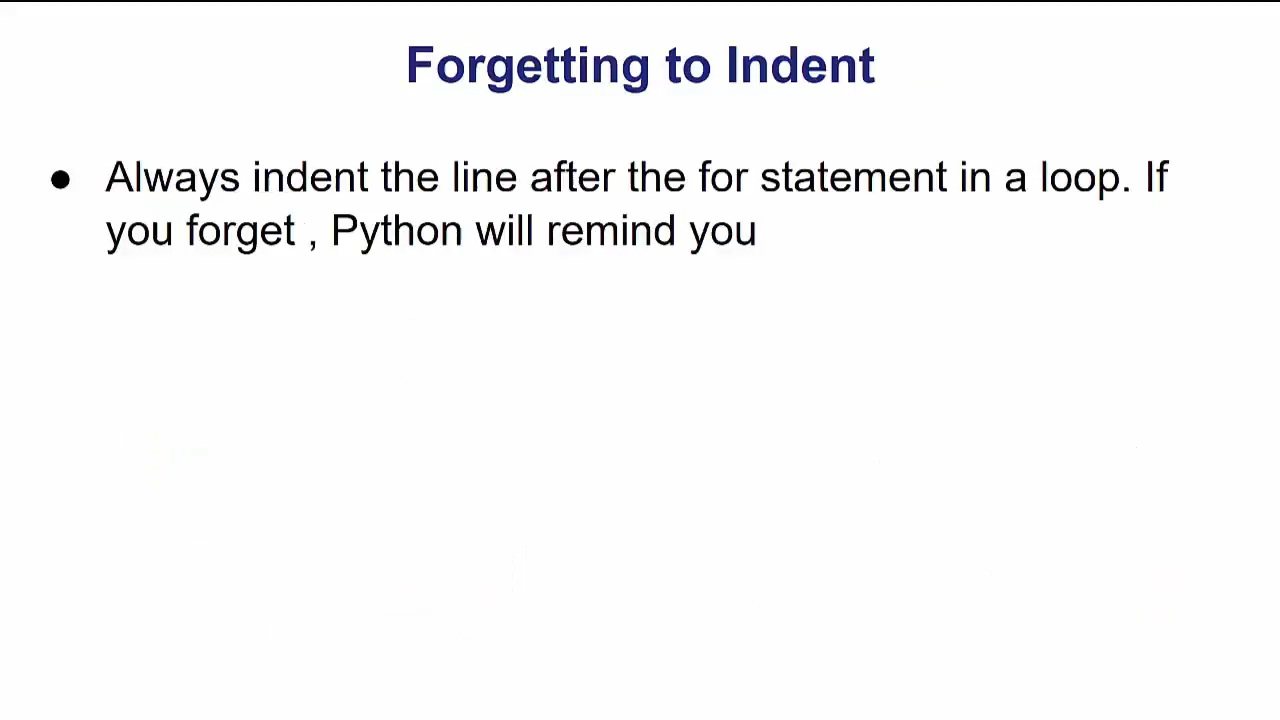 Forgetting to Indent
● Always indent the line after the for statement in a loop. If
you forget , Python will remind you